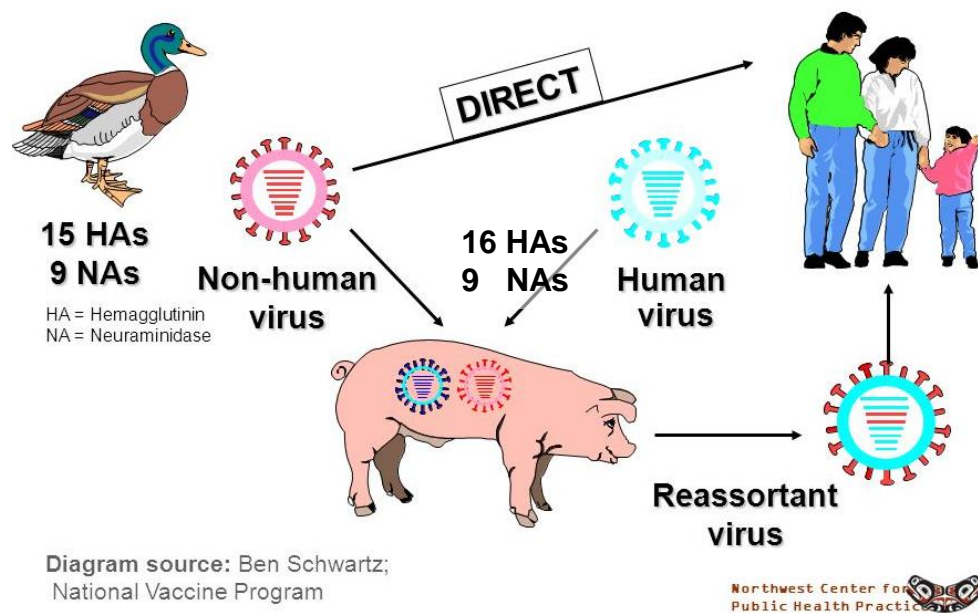 DIRECT
15 HAs
9 NAs
HA = Hemagglutinin
NA = Neuraminidase
Non-human
virus
16 HAs
9 NAs
Human
virus
Reassortant
virus
Diagram source: Ben Schwartz;
National Vaccine Program
Northwest Center for
Public Health Practice